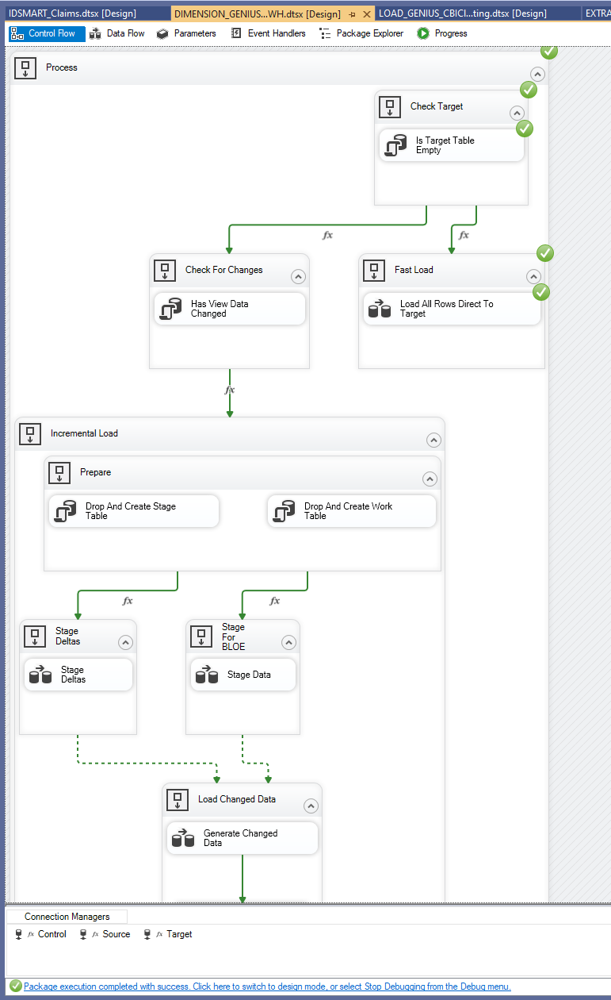 IDSMART_Claims.dtsx [Design]
DIMENSION_GENIUS...WH.dtsx [Design]
LOAD_GENIUS_CBICI...ting.dtsx [Design]
EXTRA
Control Flow
Data Flow
Parameters
Event Handlers
Package Explorer
Progress
Process
Check Target
Is Target Table
Empty
fx
fx
Check For Changes
Has View Data
Changed
Fast Load
Load All Rows Direct To
Target
fx
Incremental Load
Prepare
Drop And Create Stage
Table
Drop And Create Work
Table
fx
fx
Stage
Deltas
Stage
Deltas
Stage
For
BLOE
Stage Data
Load Changed Data
Generate Changed
Data
Connection Managers
fx Control
fx Source
fx Target
Package execution completed with success. Click here to switch to design mode, or select Stop Debugging from the Debug menu.